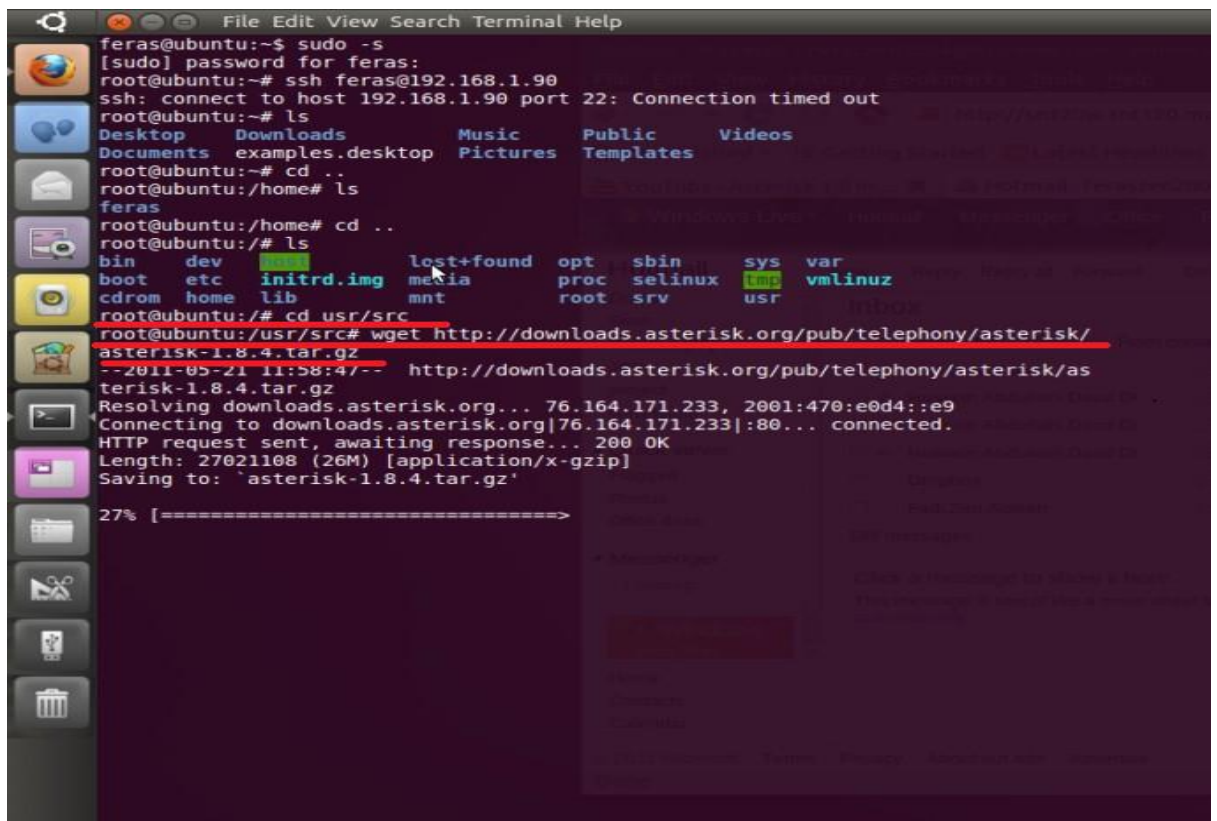 File Edit View Search Terminal Help
feras@ubuntu:~$ sudo -s
[sudo] password for feras:
root@ubuntu:~# ssh feras@192.168.1.90
ssh: connect to host 192.168.1.90 port 22: Connection timed out
root@ubuntu:~# ls
Desktop Downloads Music Public Videos
Documents examples.desktop Pictures Templates
root@ubuntu:~# cd ..
root@ubuntu:/home# ls
feras
root@ubuntu:/home# cd ..
root@ubuntu:/# ls
bin dev host lost+found opt sbin sys var
boot etc initrd.img media proc selinux tmp vmlinuz
cdrom home lib mnt root srv usr
root@ubuntu:/# cd usr/src
root@ubuntu:/usr/src# wget http://downloads.asterisk.org/pub/telephony/asterisk/
asterisk-1.8.4.tar.gz
--2011-05-21 11:58:47-- http://downloads.asterisk.org/pub/telephony/asterisk/as
terisk-1.8.4.tar.gz
Resolving downloads.asterisk.org... 76.164.171.233, 2001:470:e0d4::e9
Connecting to downloads.asterisk.org|76.164.171.233|:80... connected.
HTTP request sent, awaiting response... 200 OK
Length: 27021108 (26M) [application/x-gzip]
Saving to: `asterisk-1.8.4.tar.gz'
27% [================================>
Inbox